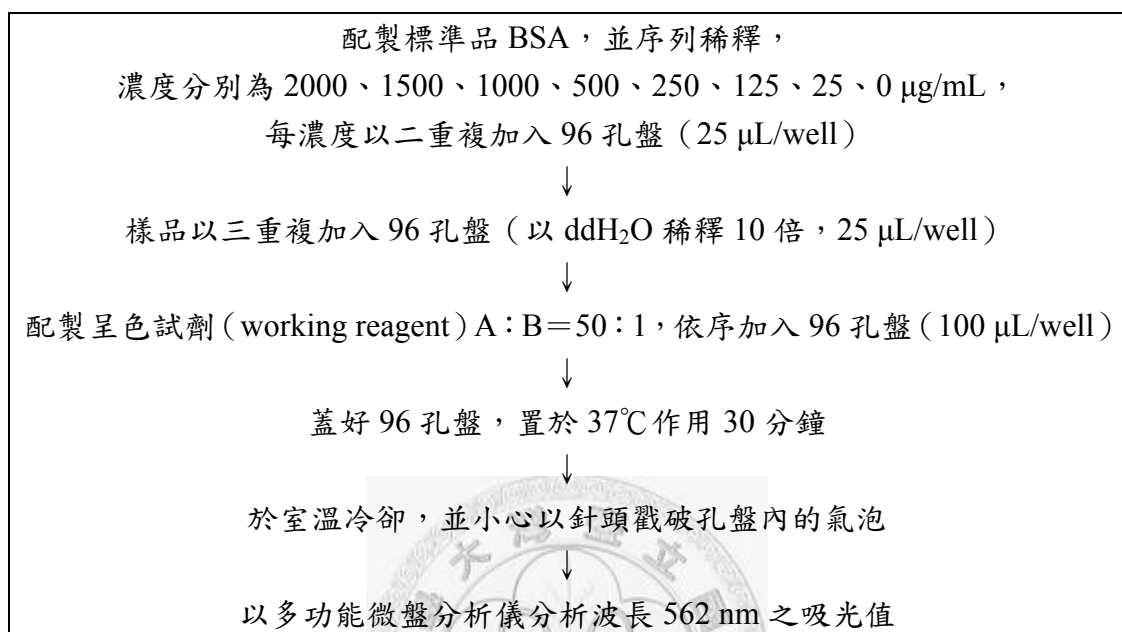 配製標準品 BSA，並序列稀釋，
濃度分別為 2000、1500、1000、500、250、125、25、0 μg/mL，
每濃度以二重複加入 96 孔盤（25 μL/well）
↓
樣品以三重複加入 96 孔盤（以 ddH₂O 稀釋 10 倍，25 μL/well）
↓
配製呈色試劑（working reagent）A：B＝50：1，依序加入 96 孔盤（100 μL/well）
↓
蓋好 96 孔盤，置於 37℃作用 30 分鐘
↓
於室溫冷卻，並小心以針頭戳破孔盤內的氣泡
↓
以多功能微盤分析儀分析波長 562 nm 之吸光值